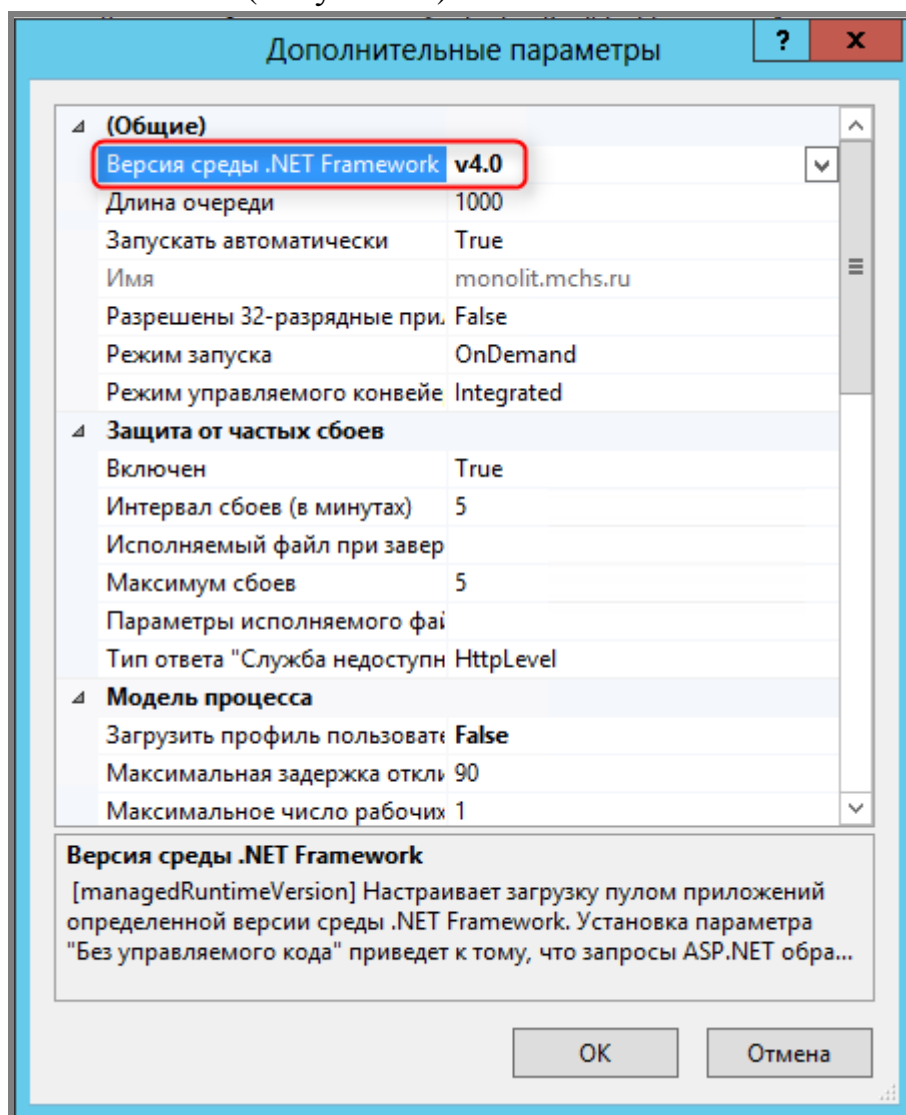 Дополнительные параметры
?
x
(Общие)
Версия среды .NET Framework v4.0
Длина очереди 1000
Запускать автоматически True
Имя monolit.mchs.ru
Разрешены 32-разрядные при. False
Режим запуска OnDemand
Режим управляемого конвейе Integrated
Защита от частых сбоев
Включен True
Интервал сбоев (в минутах) 5
Исполняемый файл при завер
Максимум сбоев 5
Параметры исполняемого фай
Тип ответа "Служба недоступн HttpLevel
Модель процесса
Загрузить профиль пользовате False
Максимальная задержка откли 90
Максимальное число рабочих 1
Версия среды .NET Framework
[managedRuntimeVersion] Настраивает загрузку пулом приложений
определенной версии среды .NET Framework. Установка параметра
"Без управляемого кода" приведет к тому, что запросы ASP.NET обра...
ОК
Отмена